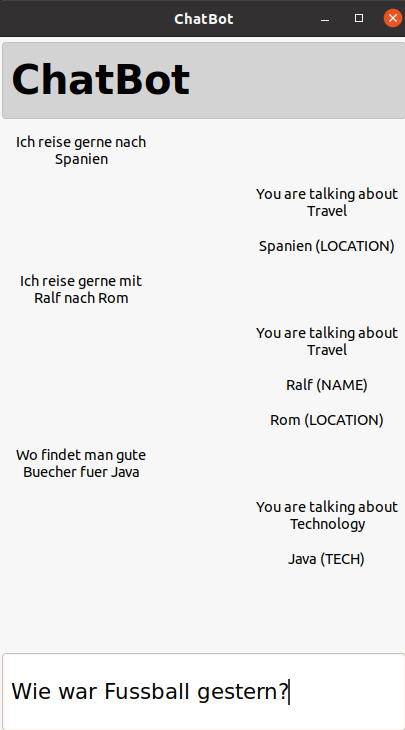 ChatBot
ChatBot
Ich reise gerne nach
Spanien
You are talking about
Travel
Spanien (LOCATION)
Ich reise gerne mit
Ralf nach Rom
You are talking about
Travel
Ralf (NAME)
Rom (LOCATION)
Wo findet man gute
Buecher fuer Java
You are talking about
Technology
Java (TECH)
Wie war Fussball gestern?